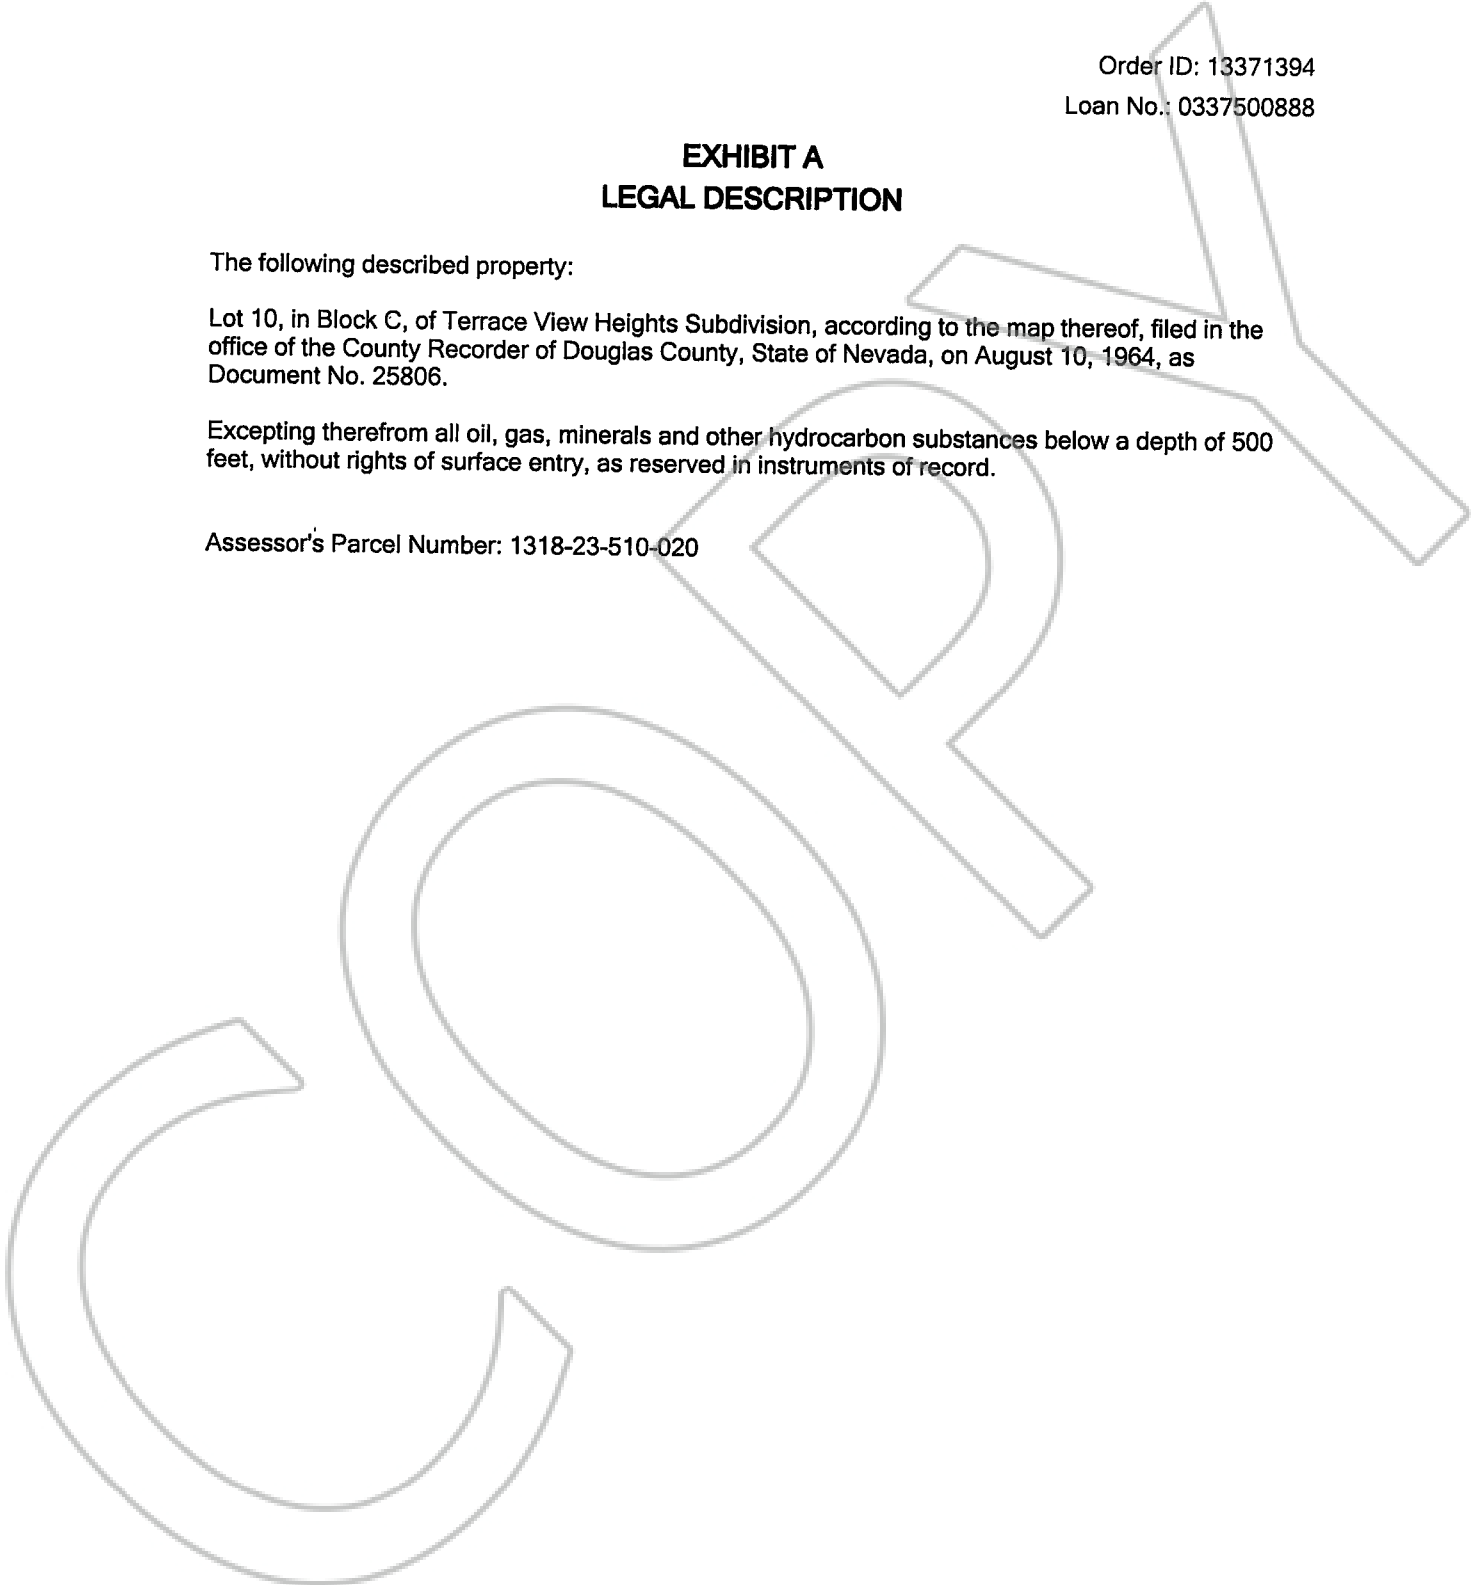 Order ID: 13371394
Loan No.: 0337500888
EXHIBIT A
LEGAL DESCRIPTION
The following described property:
Lot 10, in Block C, of Terrace View Heights Subdivision, according to the map thereof, filed in the
office of the County Recorder of Douglas County, State of Nevada, on August 10, 1964, as
Document No. 25806.
Excepting therefrom all oil, gas, minerals and other hydrocarbon substances below a depth of 500
feet, without rights of surface entry, as reserved in instruments of record.
Assessor's Parcel Number: 1318-23-510-020
COPY